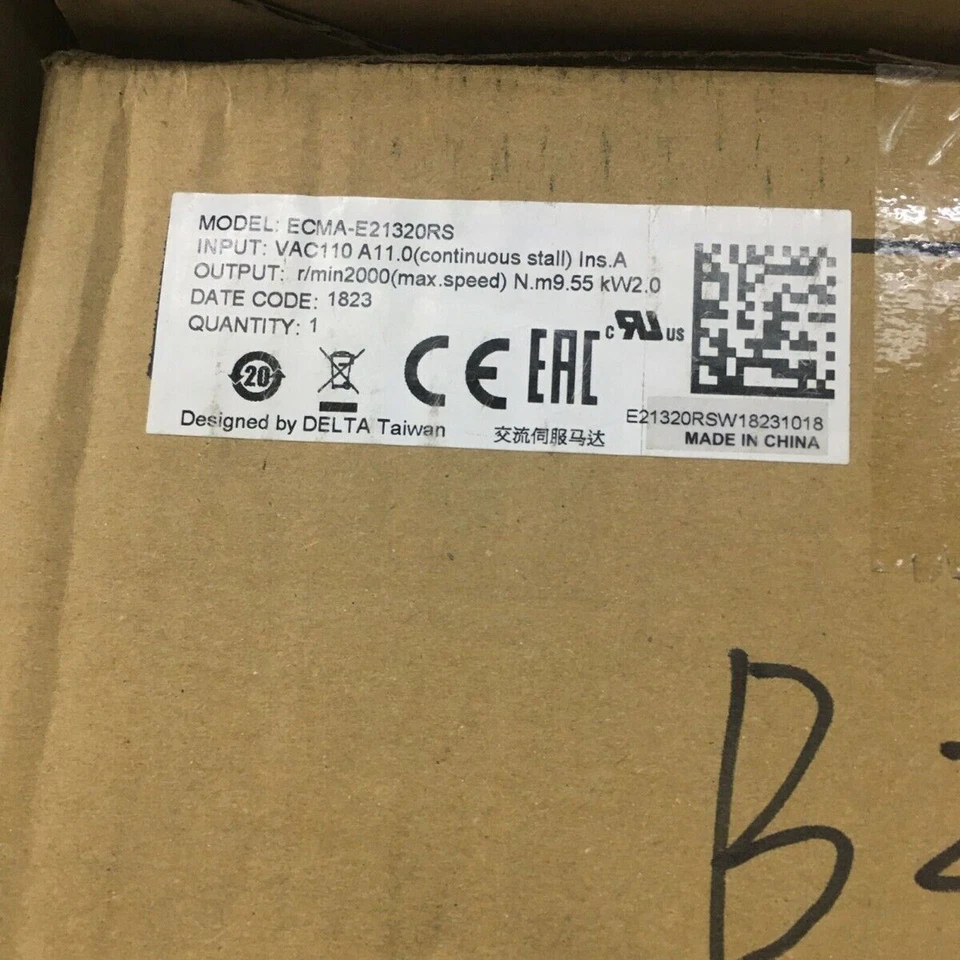 MODEL: ECMA-E21320RS
INPUT: VAC110 A11.0(continuous stall) Ins.A
OUTPUT: r/min2000(max.speed) N.m9.55 kW2.0
DATE CODE: 1823
QUANTITY: 1
20
CE
EAC
c RU us
Designed by DELTA Taiwan
交流伺服马达
E21320RSW18231018
MADE IN CHINA
B